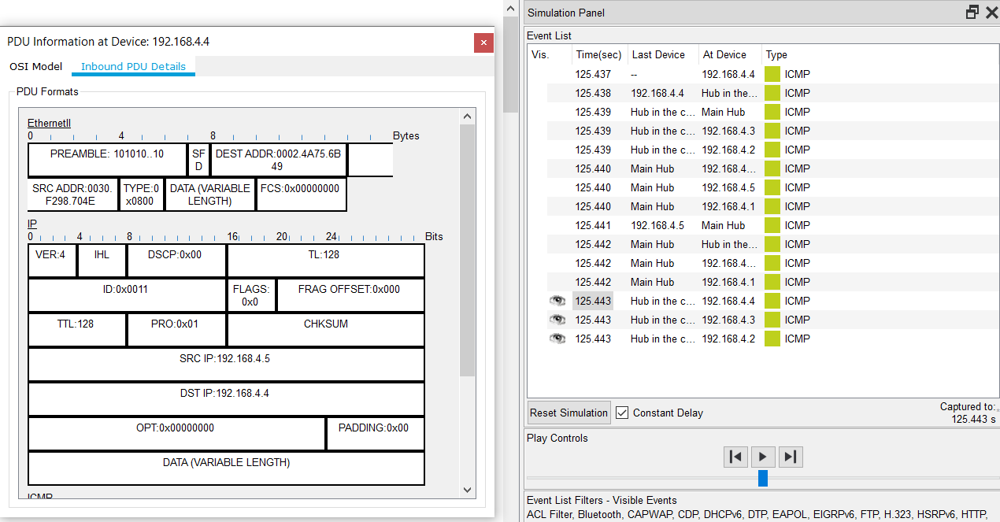 PDU Information at Device: 192.168.4.4
OSI Model Inbound PDU Details
PDU Formats
EthernetII
0 4 8 Bytes
PREAMBLE: 101010..10 SF D DEST ADDR:0002.4A75.6B 49
SRC ADDR:0030. F298.704E TYPE:0 x0800 DATA (VARIABLE LENGTH) FCS:0x00000000
IP
0 4 8 16 20 24 Bits
VER:4 IHL DSCP:0x00 TL:128
ID:0x0011 FLAGS: 0x0 FRAG OFFSET:0x000
TTL:128 PRO:0x01 CHKSUM
SRC IP:192.168.4.5
DST IP:192.168.4.4
OPT:0x00000000 PADDING:0x00
DATA (VARIABLE LENGTH)
ICMP
Simulation Panel
Event List
Vis. Time(sec) Last Device At Device Type
125.437 -- 192.168.4.4 ICMP
125.438 192.168.4.4 Hub in the... ICMP
125.439 Hub in the c... Main Hub ICMP
125.439 Hub in the c... 192.168.4.3 ICMP
125.439 Hub in the c... 192.168.4.2 ICMP
125.440 Main Hub 192.168.4... ICMP
125.440 Main Hub 192.168.4.5 ICMP
125.440 Main Hub 192.168.4.1 ICMP
125.441 192.168.4.5 Main Hub ICMP
125.442 Main Hub Hub in the... ICMP
125.442 Main Hub 192.168.4... ICMP
125.442 Main Hub 192.168.4.1 ICMP
125.443 Hub in the c... 192.168.4.4 ICMP
125.443 Hub in the c... 192.168.4.3 ICMP
125.443 Hub in the c... 192.168.4.2 ICMP
Reset Simulation Constant Delay
Captured to:
125.443 s
Play Controls
Event List Filters - Visible Events
ACL Filter, Bluetooth, CAPWAP, CDP, DHCPv6, DTP, EAPOL, EIGRPv6, FTP, H.323, HSRPv6, HTTP,